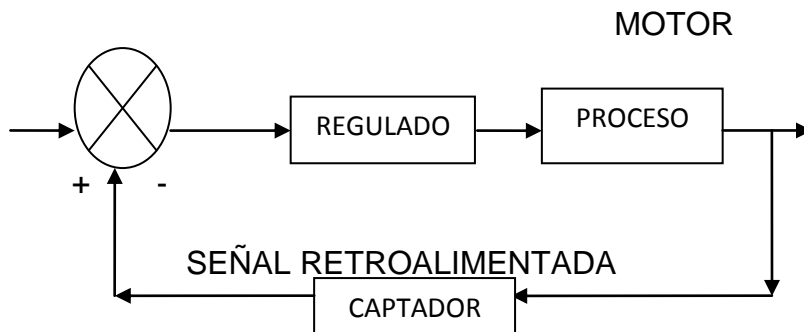 MOTOR
REGULADO
PROCESO
+ -
SEÑAL RETROALIMENTADA
CAPTADOR